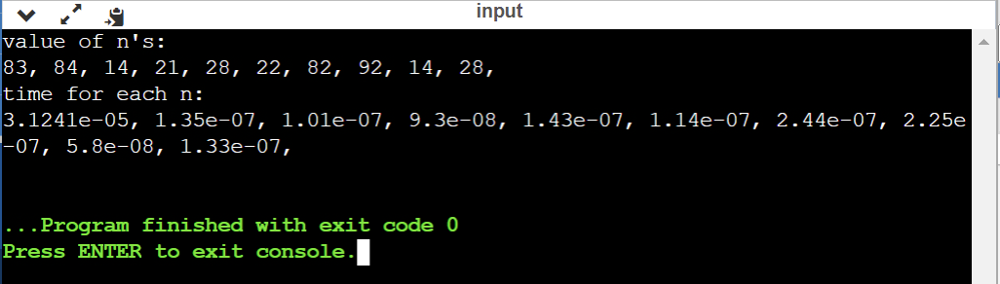 input
value of n's:
83, 84, 14, 21, 28, 22, 82, 92, 14, 28,
time for each n:
3.1241e-05, 1.35e-07, 1.01e-07, 9.3e-08, 1.43e-07, 1.14e-07, 2.44e-07, 2.25e
-07, 5.8e-08, 1.33e-07,
...Program finished with exit code 0
Press ENTER to exit console.